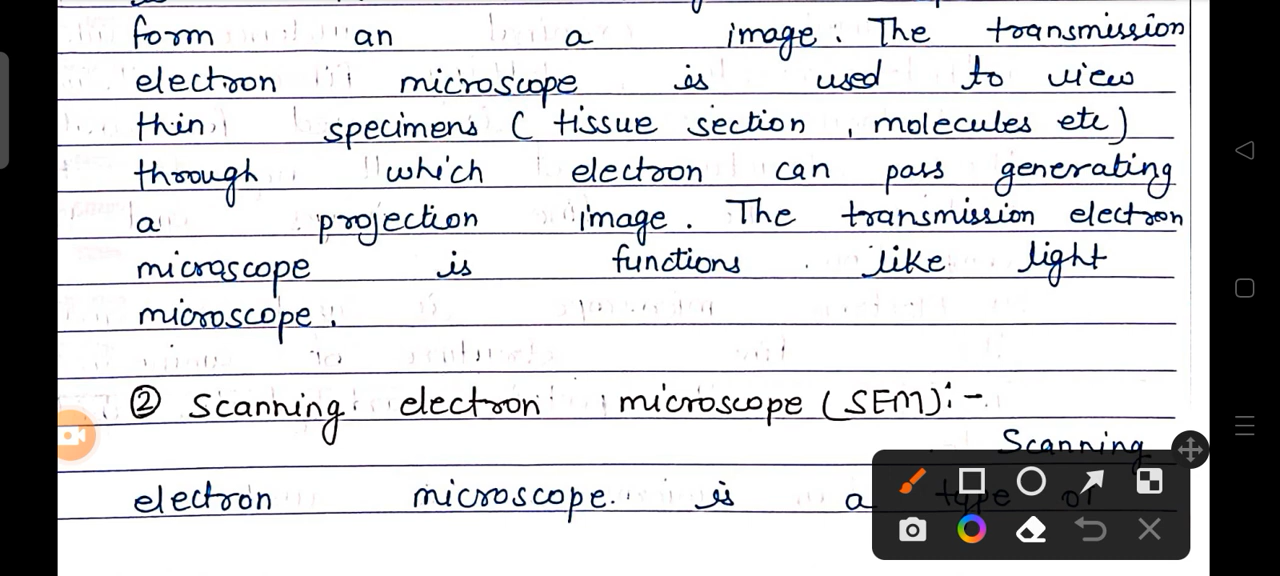 form an a image. The transmission
electron microscope is used to view
thin specimens ( tissue section , molecules etc )
through which electron can pass generating
a projection image. The transmission electron
microscope is functions like light
microscope.
② Scanning electron microscope (SEM):-
Scanning
electron microscope. is a type of